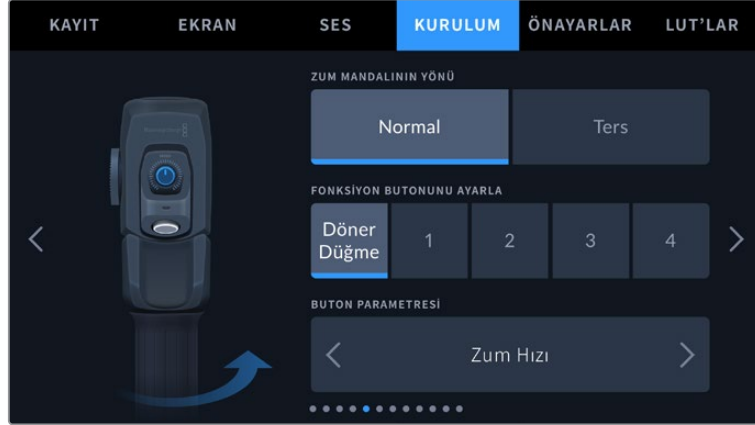 KAYIT EKRAN SES KURULUM ÖNAYARLAR LUT'LAR
ZUM MANDALININ YÖNÜ
Normal Ters
FONKSİYON BUTONUNU AYARLA
Döner
Düğme
1 2 3 4
BUTON PARAMETRESİ
Zum Hızı